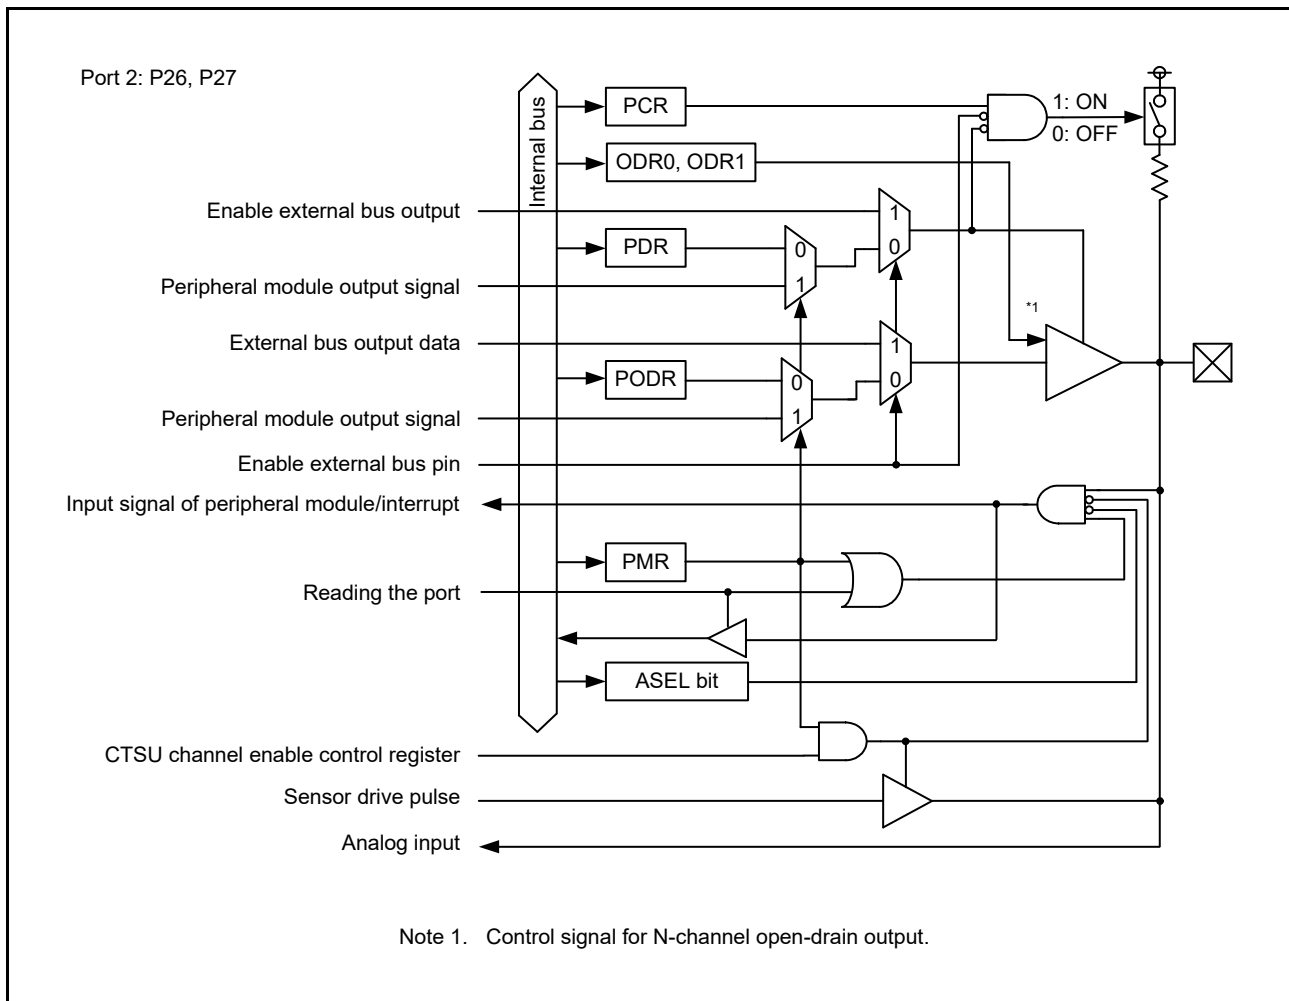 Port 2: P26, P27
Internal bus
PCR
1: ON
0: OFF
ODR0, ODR1
Enable external bus output
1
0
PDR
0
1
Peripheral module output signal
*1
External bus output data
1
0
PODR
0
1
Peripheral module output signal
Enable external bus pin
Input signal of peripheral module/interrupt
PMR
Reading the port
ASEL bit
CTSU channel enable control register
Sensor drive pulse
Analog input
Note 1. Control signal for N-channel open-drain output.